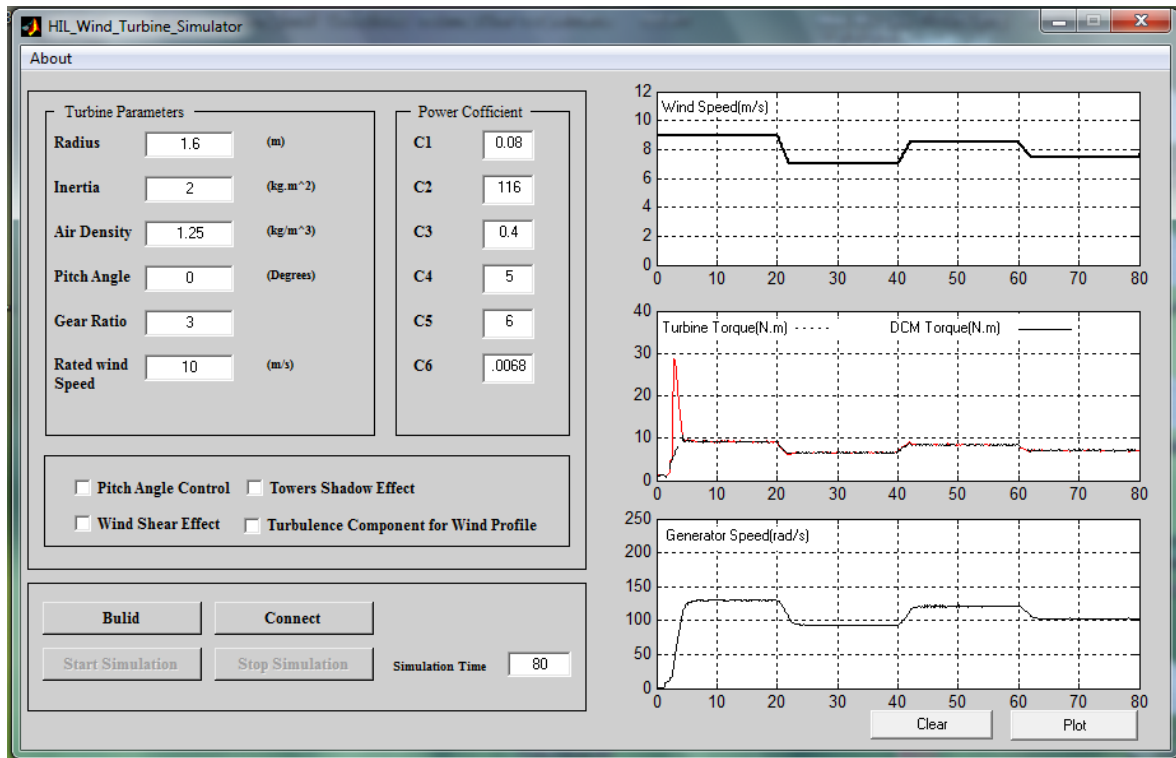 HIL_Wind_Turbine_Simulator
About
Turbine Parameters
Radius 1.6 (m)
Inertia 2 (kg.m^2)
Air Density 1.25 (kg/m^3)
Pitch Angle 0 (Degrees)
Gear Ratio 3
Rated wind Speed 10 (m/s)
Power Cofficient
C1 0.08
C2 116
C3 0.4
C4 5
C5 6
C6 .0068
Pitch Angle Control Towers Shadow Effect
Wind Shear Effect Turbulence Component for Wind Profile
Bulid Connect
Start Simulation Stop Simulation Simulation Time 80
Wind Speed(m/s)
12
10
8
6
4
2
0
0 10 20 30 40 50 60 70 80
Turbine Torque(N.m) DCM Torque(N.m)
40
30
20
10
0
0 10 20 30 40 50 60 70 80
Generator Speed(rad/s)
250
200
150
100
50
0
0 10 20 30 40 50 60 70 80
Clear Plot